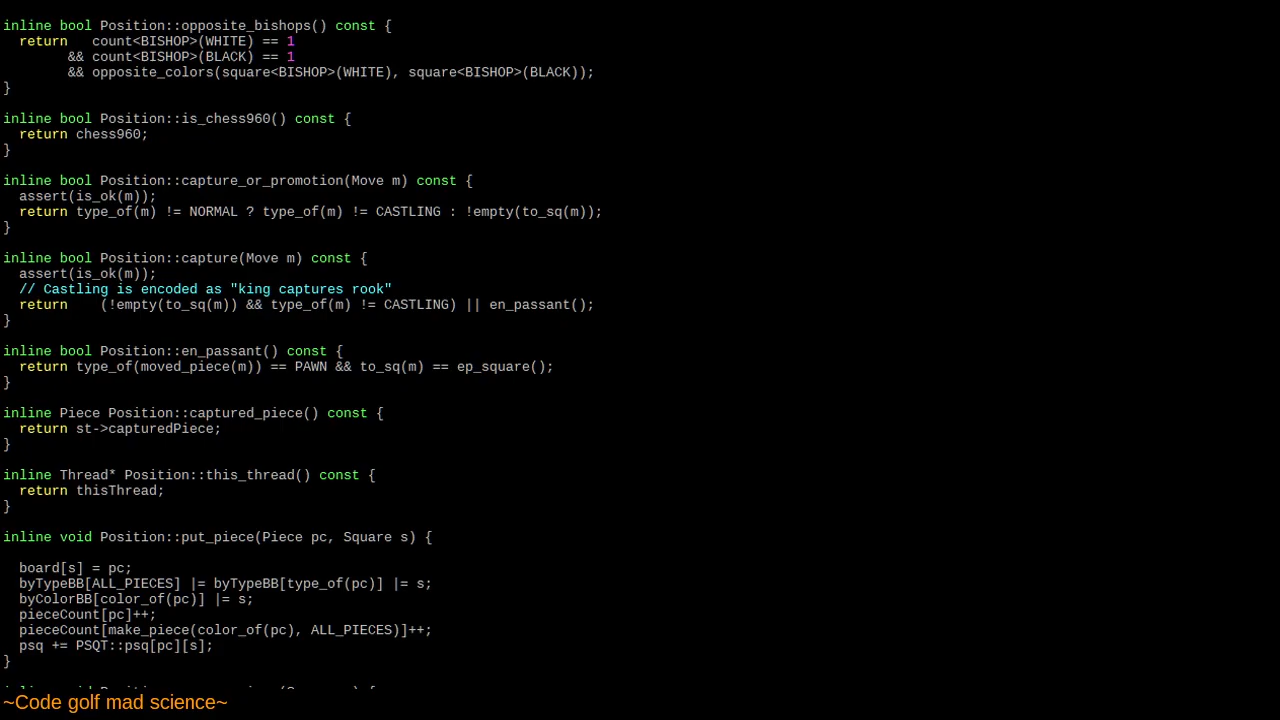 inline bool Position::opposite_bishops() const {
  return   count<BISHOP>(WHITE) == 1
        && count<BISHOP>(BLACK) == 1
        && opposite_colors(square<BISHOP>(WHITE), square<BISHOP>(BLACK));
}
inline bool Position::is_chess960() const {
  return chess960;
}
inline bool Position::capture_or_promotion(Move m) const {
  assert(is_ok(m));
  return type_of(m) != NORMAL ? type_of(m) != CASTLING : !empty(to_sq(m));
}
inline bool Position::capture(Move m) const {
  assert(is_ok(m));
  // Castling is encoded as "king captures rook"
  return    (!empty(to_sq(m)) && type_of(m) != CASTLING) || en_passant();
}
inline bool Position::en_passant() const {
  return type_of(moved_piece(m)) == PAWN && to_sq(m) == ep_square();
}
inline Piece Position::captured_piece() const {
  return st->capturedPiece;
}
inline Thread* Position::this_thread() const {
  return thisThread;
}
inline void Position::put_piece(Piece pc, Square s) {
  board[s] = pc;
  byTypeBB[ALL_PIECES] |= byTypeBB[type_of(pc)] |= s;
  byColorBB[color_of(pc)] |= s;
  pieceCount[pc]++;
  pieceCount[make_piece(color_of(pc), ALL_PIECES)]++;
  psq += PSQT::psq[pc][s];
}
~Code golf mad science~